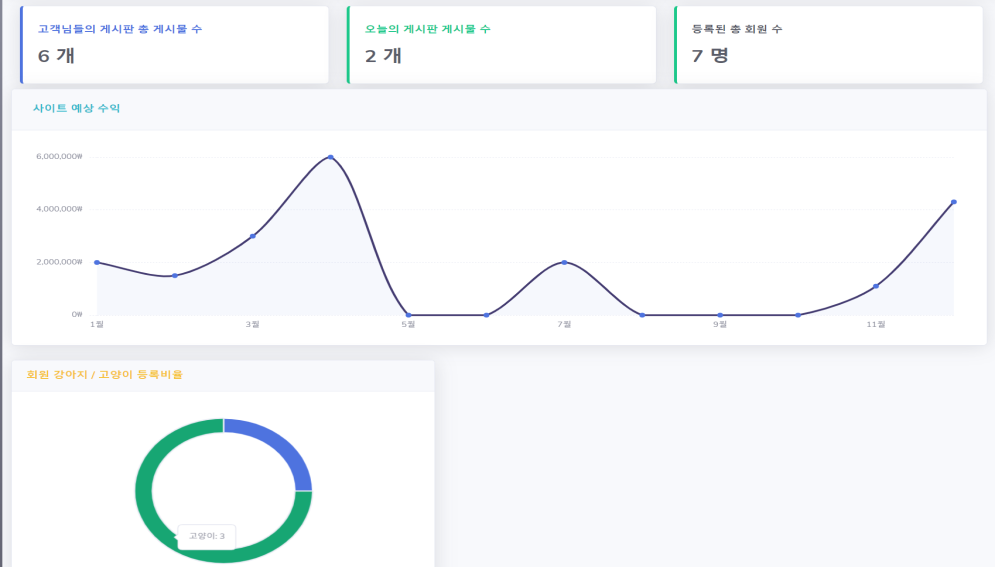 고객님들의 게시판 총 게시물 수
6 개
오늘의 게시판 게시물 수
2 개
등록된 총 회원 수
7 명
사이트 예상 수익
6,000,000₩
4,000,000₩
2,000,000₩
0₩
1월 3월 5월 7월 9월 11월
회원 강아지 / 고양이 등록비율
고양이: 3